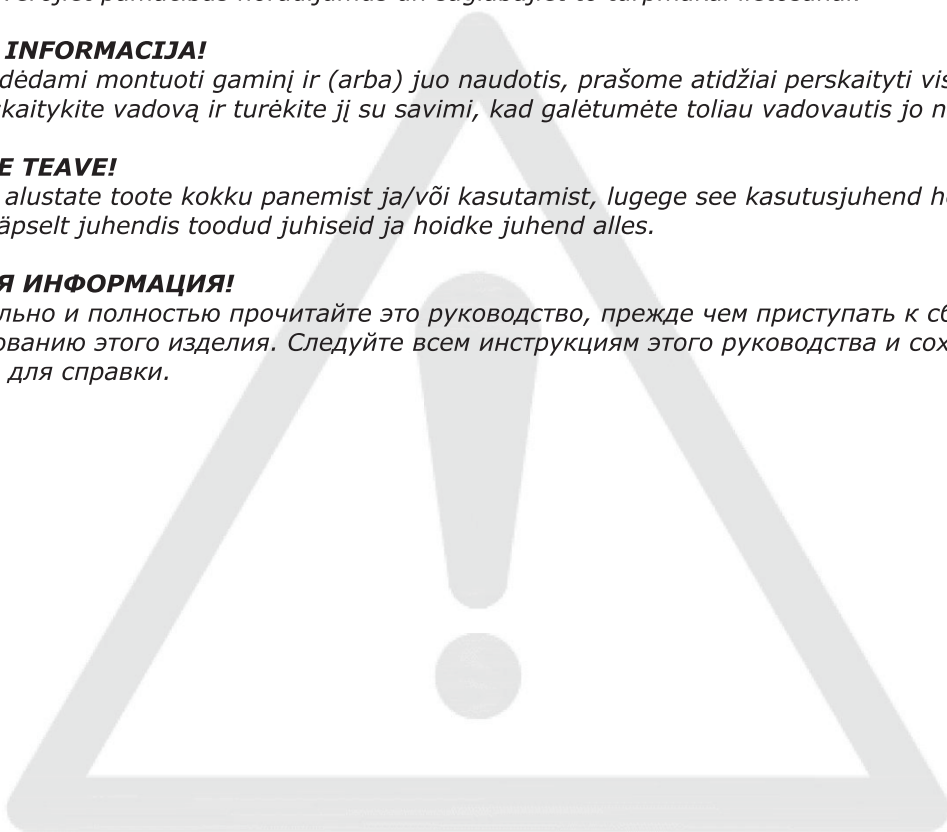 INFORMACIJA!
dėdami montuoti gaminį ir (arba) juo naudotis, prašome atidžiai perskaityti vis
kaitykite vadovą ir turėkite jį su savimi, kad galėtumėte toliau vadovautis jo n
E TEAVE!
alustate toote kokku panemist ja/või kasutamist, lugege see kasutusjuhend h
äpselt juhendis toodud juhiseid ja hoidke juhend alles.
Я ИНФОРМАЦИЯ!
льно и полностью прочитайте это руководство, прежде чем приступать к сб
ованию этого изделия. Следуйте всем инструкциям этого руководства и сох
для справки.